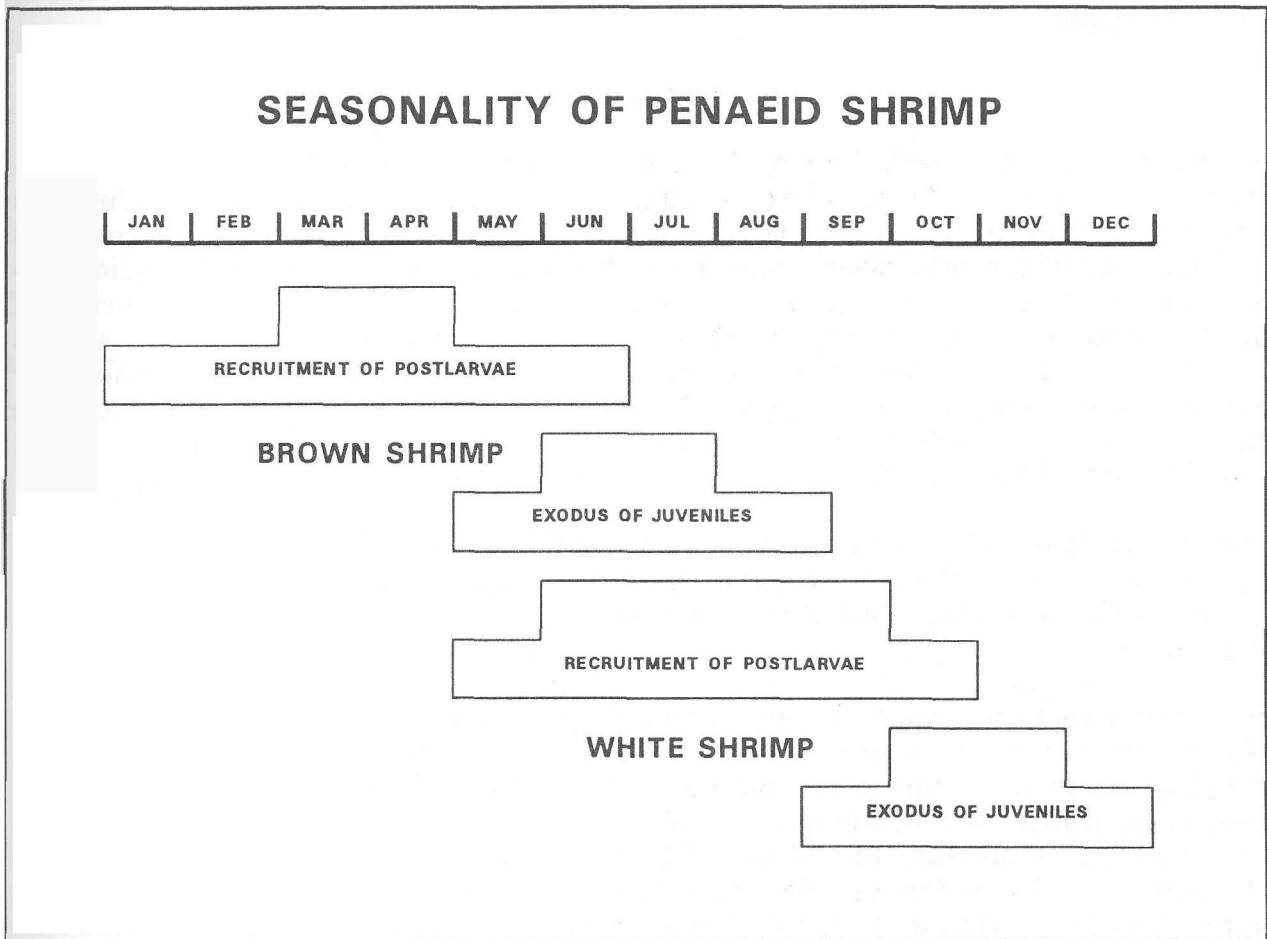 SEASONALITY OF PENAEID SHRIMP
JAN FEB MAR APR MAY JUN JUL AUG SEP OCT NOV DEC
RECRUITMENT OF POSTLARVAE
BROWN SHRIMP
EXODUS OF JUVENILES
RECRUITMENT OF POSTLARVAE
WHITE SHRIMP
EXODUS OF JUVENILES